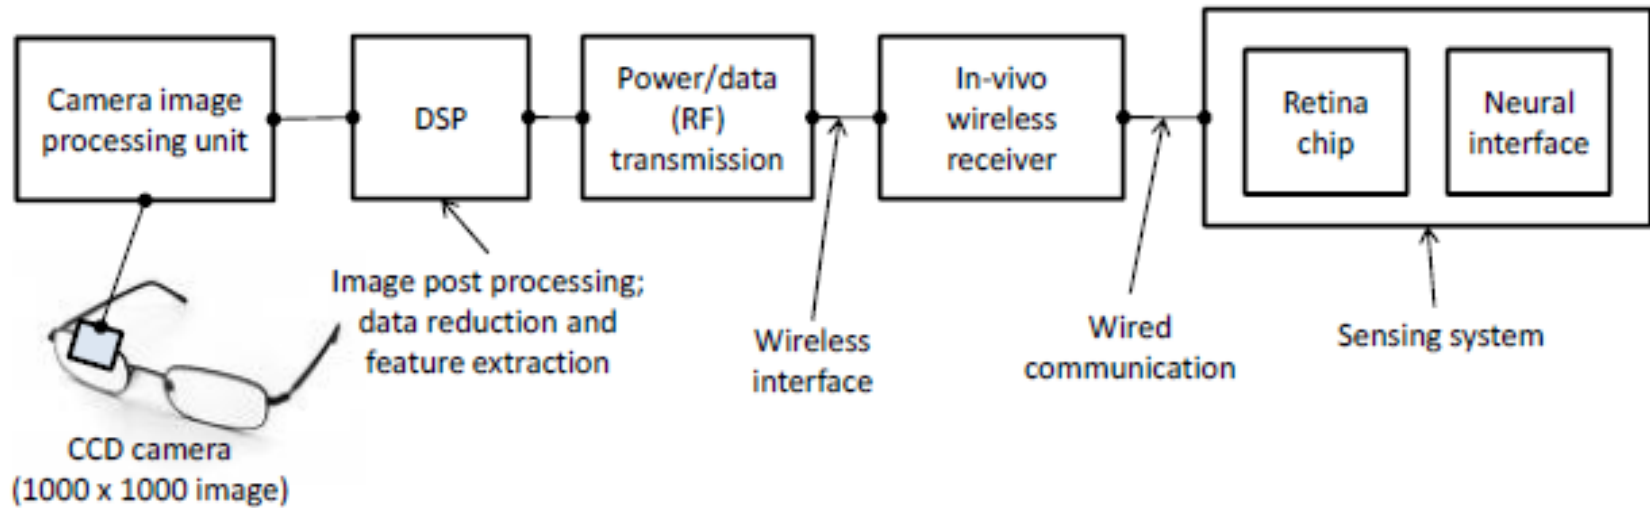 Camera image
processing unit
DSP
Power/data
(RF)
transmission
In-vivo
wireless
receiver
Retina
chip
Neural
interface
Image post processing;
data reduction and
feature extraction
Wireless
interface
Wired
communication
Sensing system
CCD camera
(1000 x 1000 image)